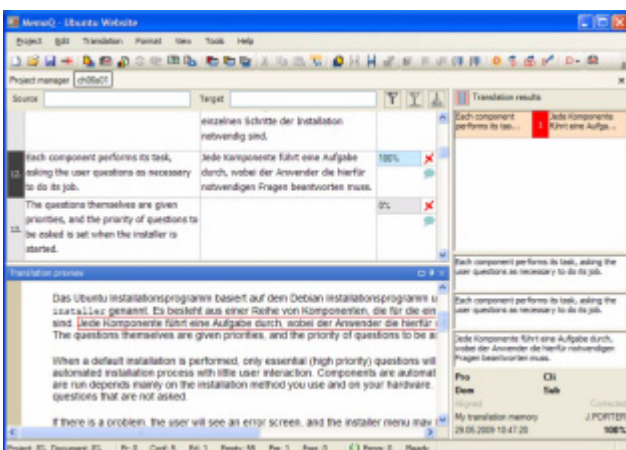 MemoQ - Ubuntu Website
Project Edit Translation Format View Tools Help
Project manager ch06a01
Source Target
einzelnen Schritte der Installation
notwendig sind.
Each component performs its task,
asking the user questions as necessary
to do its job.
Jede Komponente führt eine Aufgabe
durch, wobei der Anwender die hierfür
notwendigen Fragen beantworten muss.
100%
The questions themselves are given
priorities, and the priority of questions to
be asked is set when the installer is
started.
0%
Translation preview
Das Ubuntu Installationsprogramm basiert auf dem Debian Installationsprogramm
installer genannt. Es besteht aus einer Reihe von Komponenten, die für die ein
sind. Jede Komponente führt eine Aufgabe durch, wobei der Anwender die hierfür
The questions themselves are given priorities, and the priority of questions to be a
When a default installation is performed, only essential (high priority) questions will
automated installation process with little user interaction. Components are automat
are run depends mainly on the installation method you use and on your hardware.
questions that are not asked.
If there is a problem, the user will see an error screen, and the installer menu may
Translation results
Each component
performs its tas...
1
Jede Komponente
führt eine Aufga...
Each component performs its task, asking the
user questions as necessary to do its job.
Each component performs its task, asking the
user questions as necessary to do its job.
Jede Komponente führt eine Aufgabe durch,
wobei der Anwender die hierfür notwendigen
Fragen beantworten muss.
Pro Cli
Dom Sub
My translation memory J.PORTER
29.05.2009 10:47:20 100%